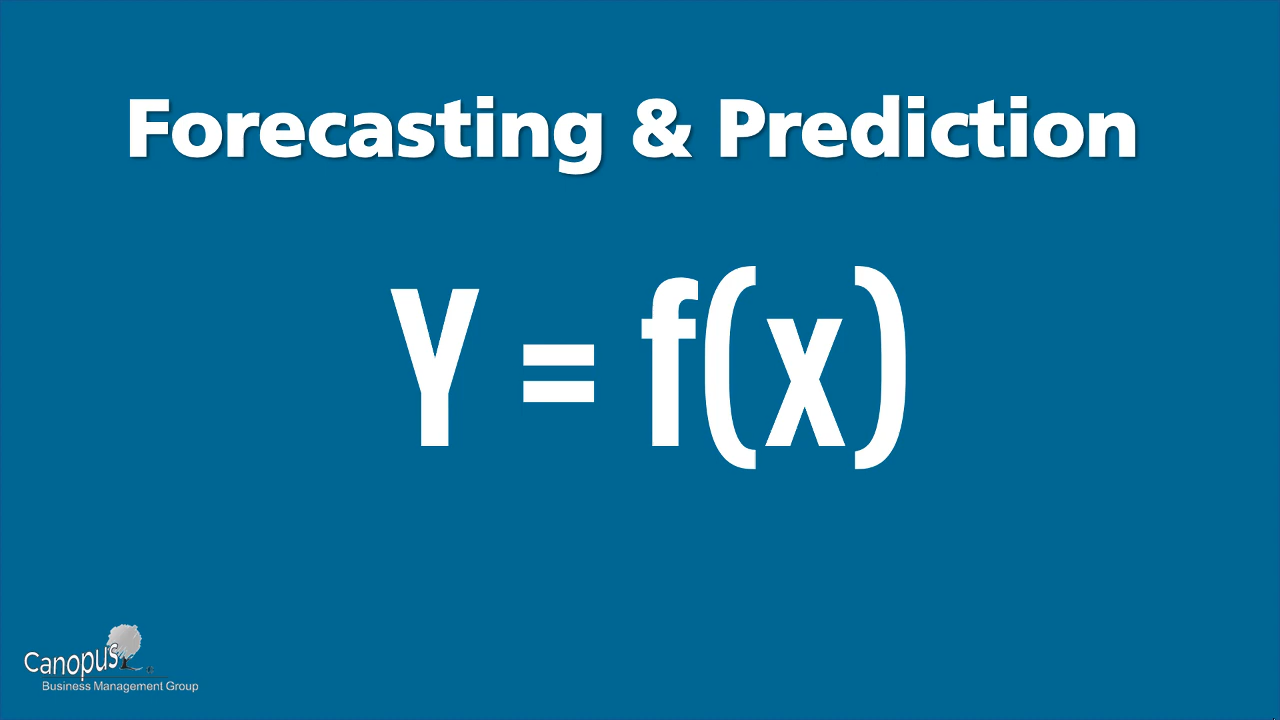 Forecasting & Prediction
Y = f(x)
Canopus
Business Management Group